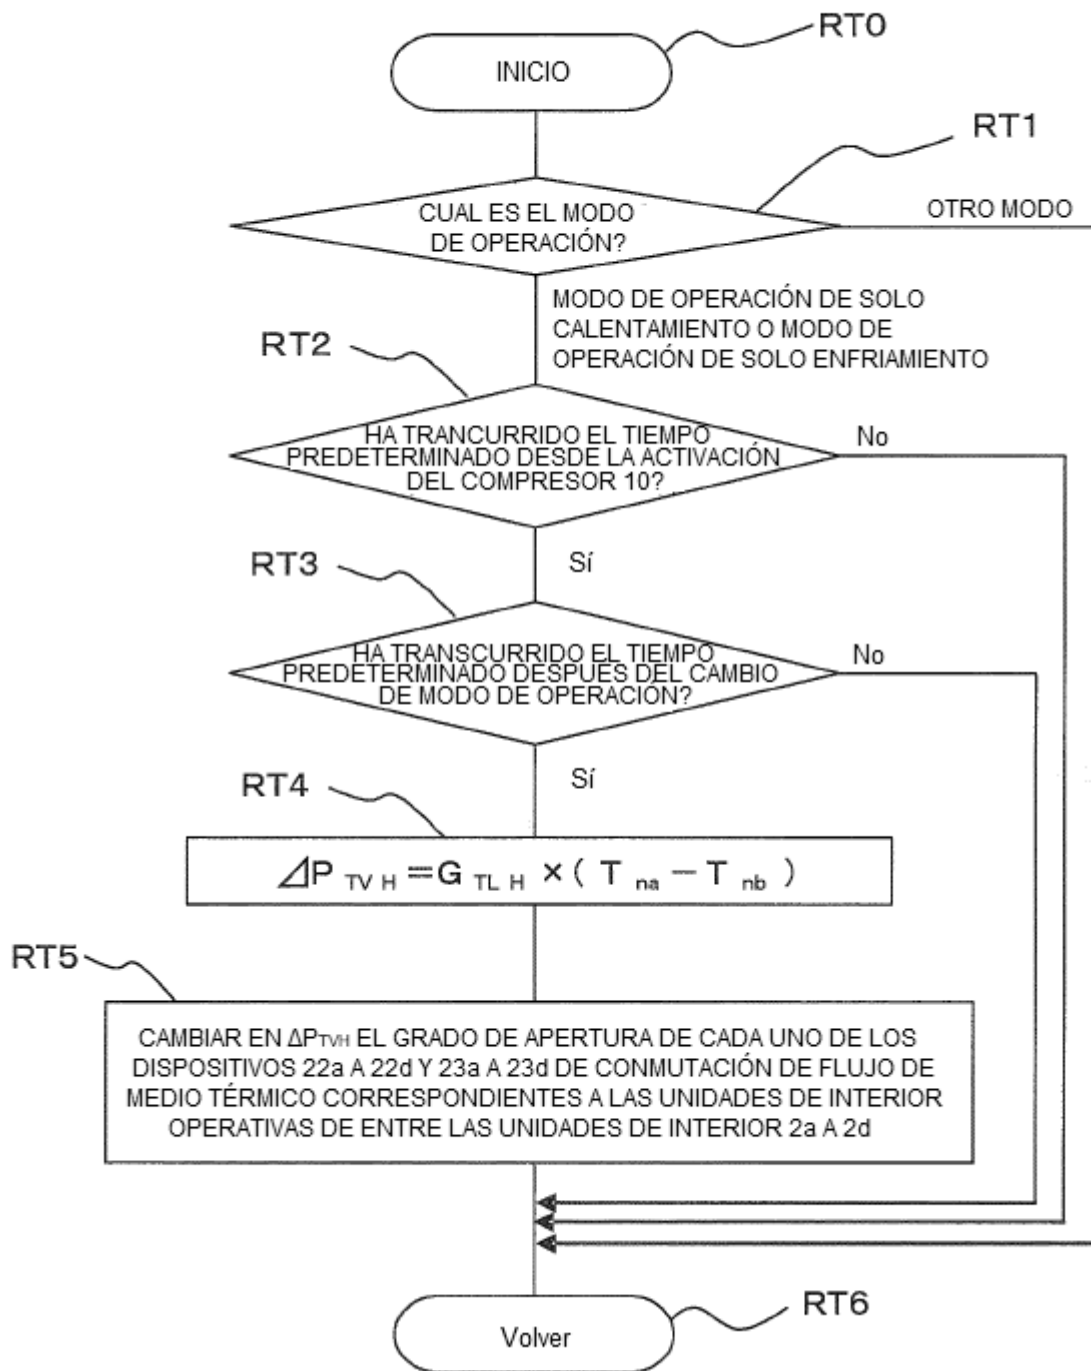 RT0
INICIO
RT1
CUAL ES EL MODO
DE OPERACIÓN?
OTRO MODO
MODO DE OPERACIÓN DE SOLO
CALENTAMIENTO O MODO DE
OPERACIÓN DE SOLO ENFRIAMIENTO
RT2
HA TRANCURRIDO EL TIEMPO
PREDETERMINADO DESDE LA ACTIVACIÓN
DEL COMPRESOR 10?
No
Sí
RT3
HA TRANSCURRIDO EL TIEMPO
PREDETERMINADO DESPUÉS DEL CAMBIO
DE MODO DE OPERACIÓN?
No
Sí
RT4
⊿P TVH = G TLH × ( T na − T nb )
RT5
CAMBIAR EN ΔPTVH EL GRADO DE APERTURA DE CADA UNO DE LOS
DISPOSITIVOS 22a A 22d Y 23a A 23d DE CONMUTACIÓN DE FLUJO DE
MEDIO TÉRMICO CORRESPONDIENTES A LAS UNIDADES DE INTERIOR
OPERATIVAS DE ENTRE LAS UNIDADES DE INTERIOR 2a A 2d
RT6
Volver